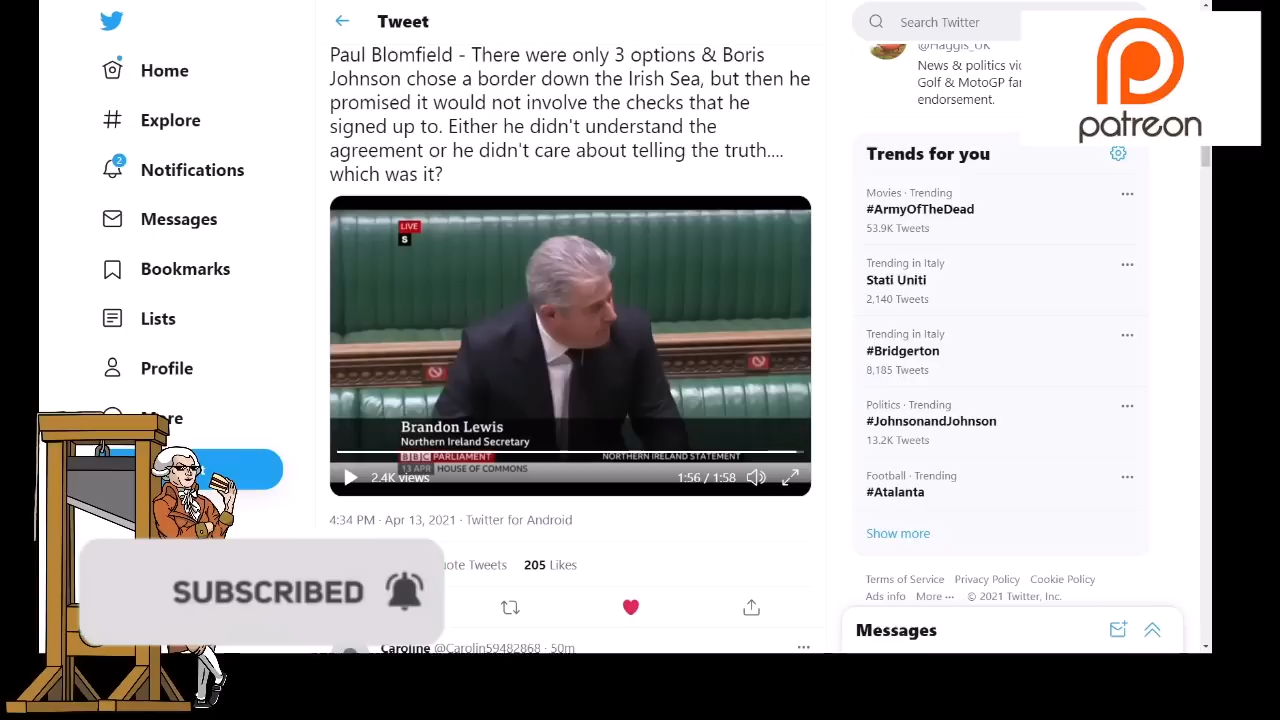 Tweet
Home
Explore
2
Notifications
Messages
Bookmarks
Lists
Profile
More
Paul Blomfield - There were only 3 options & Boris
Johnson chose a border down the Irish Sea, but then he
promised it would not involve the checks that he
signed up to. Either he didn't understand the
agreement or he didn't care about telling the truth....
which was it?
LIVE
S
Brandon Lewis
Northern Ireland Secretary
BBC PARLIAMENT
NORTHERN IRELAND STATEMENT
13 APR HOUSE OF COMMONS
2.4K views
1:56 / 1:58
4:34 PM · Apr 13, 2021 · Twitter for Android
Tweets
205 Likes
Caroline @Carolin59482868 · 50m
SUBSCRIBED
Search Twitter
@Haggis_UK
News & politics
Golf & MotoGP
endorsement.
patreon
Trends for you
Movies · Trending
#ArmyOfTheDead
53.9K Tweets
Trending in Italy
Stati Uniti
2,140 Tweets
Trending in Italy
#Bridgerton
8,185 Tweets
Politics · Trending
#JohnsonandJohnson
13.2K Tweets
Football · Trending
#Atalanta
Show more
Terms of Service Privacy Policy Cookie Policy
Ads info More ··· © 2021 Twitter, Inc.
Messages